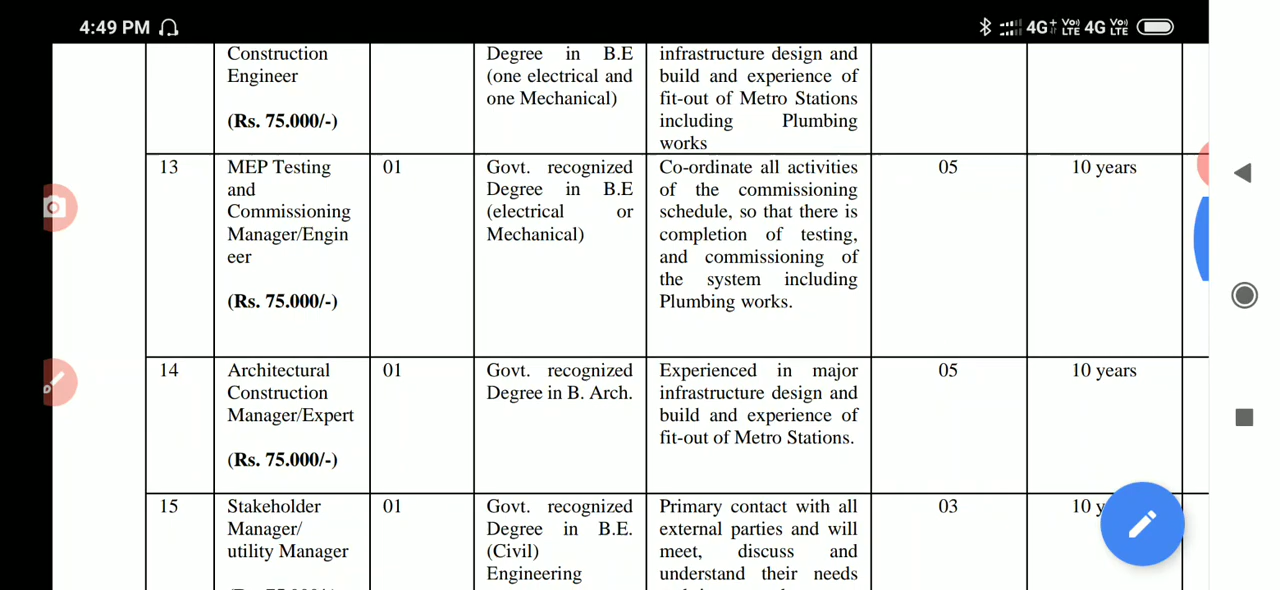 4:49 PM
4G+ Vo) LTE 4G Vo) LTE
Construction
Engineer
(Rs. 75.000/-)
Degree in B.E
(one electrical and
one Mechanical)
infrastructure design and
build and experience of
fit-out of Metro Stations
including Plumbing
works
13
MEP Testing
and
Commissioning
Manager/Engin
eer
(Rs. 75.000/-)
01
Govt. recognized
Degree in B.E
(electrical or
Mechanical)
Co-ordinate all activities
of the commissioning
schedule, so that there is
completion of testing,
and commissioning of
the system including
Plumbing works.
05
10 years
14
Architectural
Construction
Manager/Expert
(Rs. 75.000/-)
01
Govt. recognized
Degree in B. Arch.
Experienced in major
infrastructure design and
build and experience of
fit-out of Metro Stations.
05
10 years
15
Stakeholder
Manager/
utility Manager
01
Govt. recognized
Degree in B.E.
(Civil)
Engineering
Primary contact with all
external parties and will
meet, discuss and
understand their needs
03
10 y